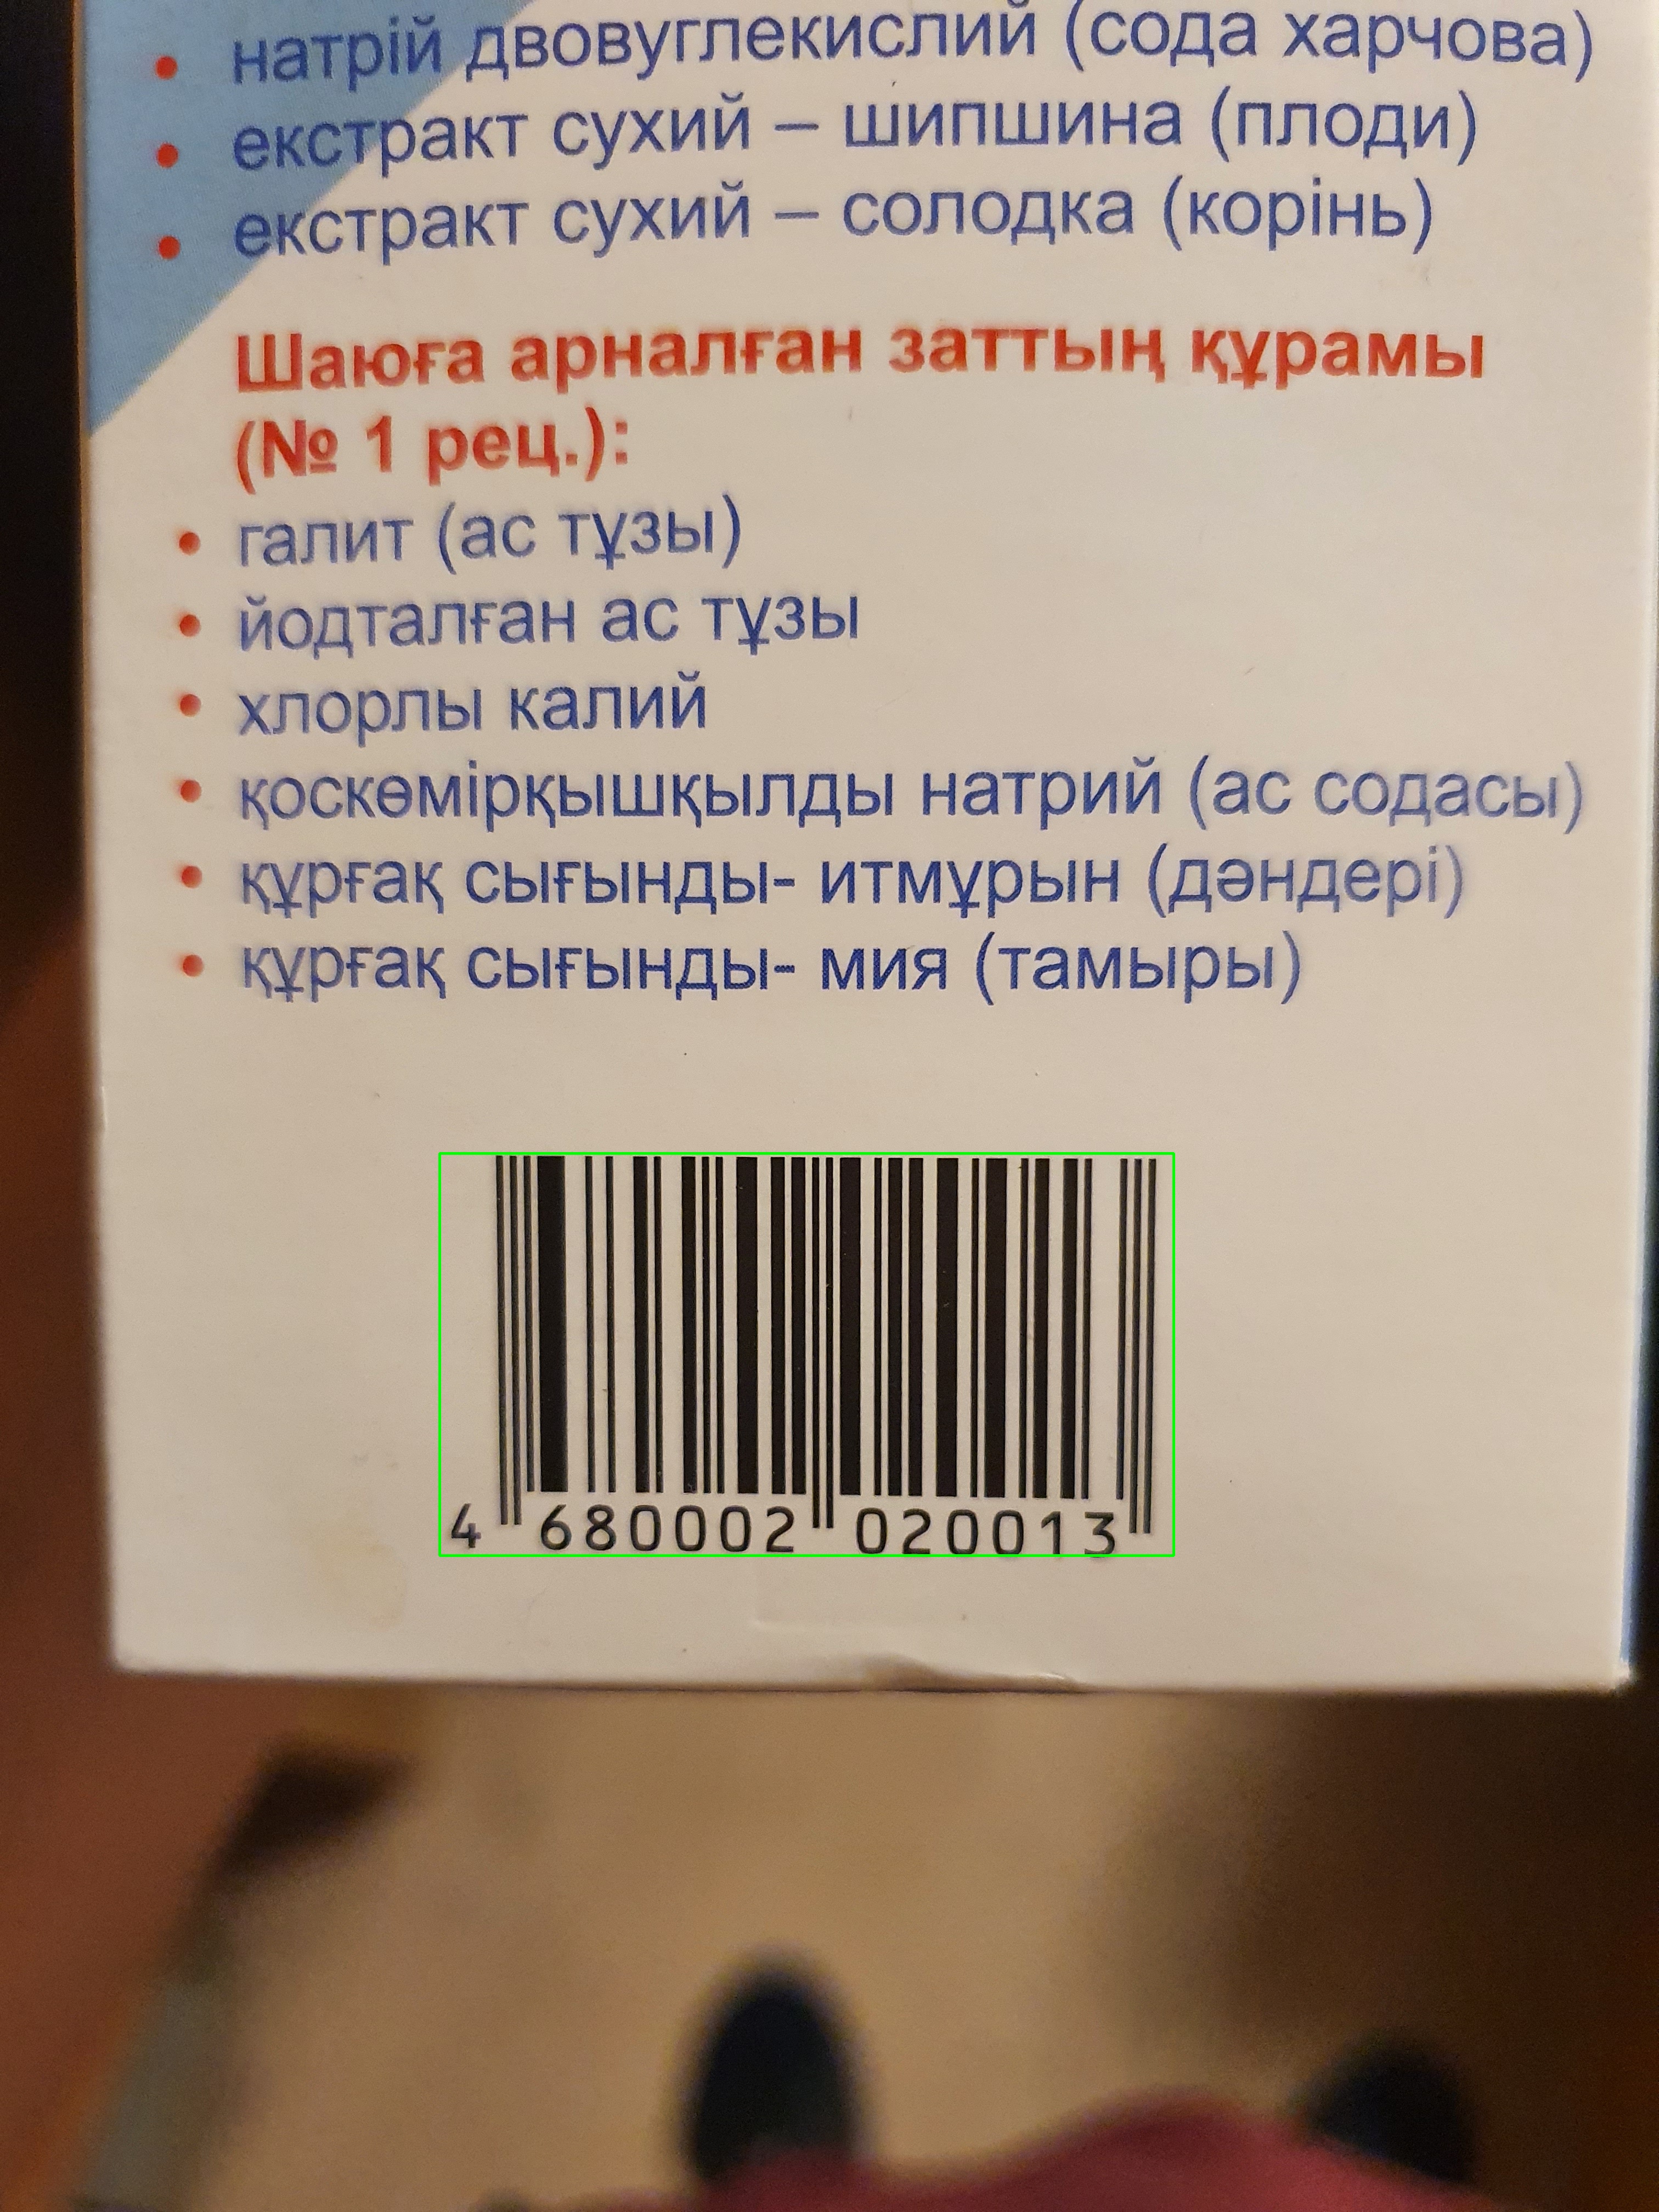 • натрій двовуглекислий (сода харчова)
• екстракт сухий – шипшина (плоди)
• екстракт сухий – солодка (корінь)
Шаюға арналған заттың құрамы
(№ 1 рец.):
• галит (ас тұзы)
• йодталған ас тұзы
• хлорлы калий
• қоскөмірқышқылды натрий (ас содасы)
• құрғақ сығынды- итмұрын (дәндері)
• құрғақ сығынды- мия (тамыры)
4 680002 020013